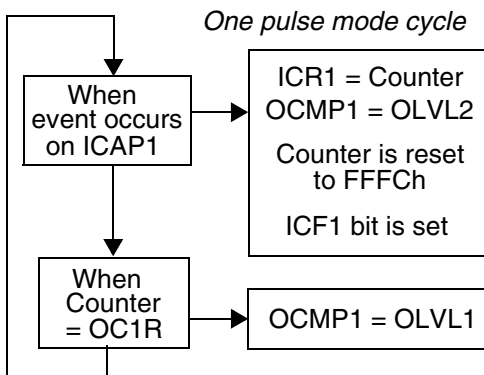 One pulse mode cycle
When
event occurs
on ICAP1
ICR1 = Counter
OCMP1 = OLVL2
Counter is reset
to FFFCh
ICF1 bit is set
When
Counter
= OC1R
OCMP1 = OLVL1